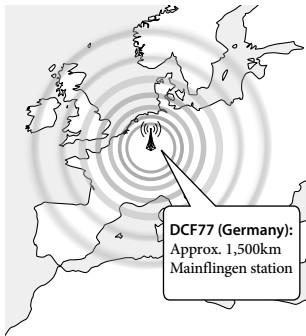 DCF77 (Germany):
Approx. 1,500km
Mainflingen station